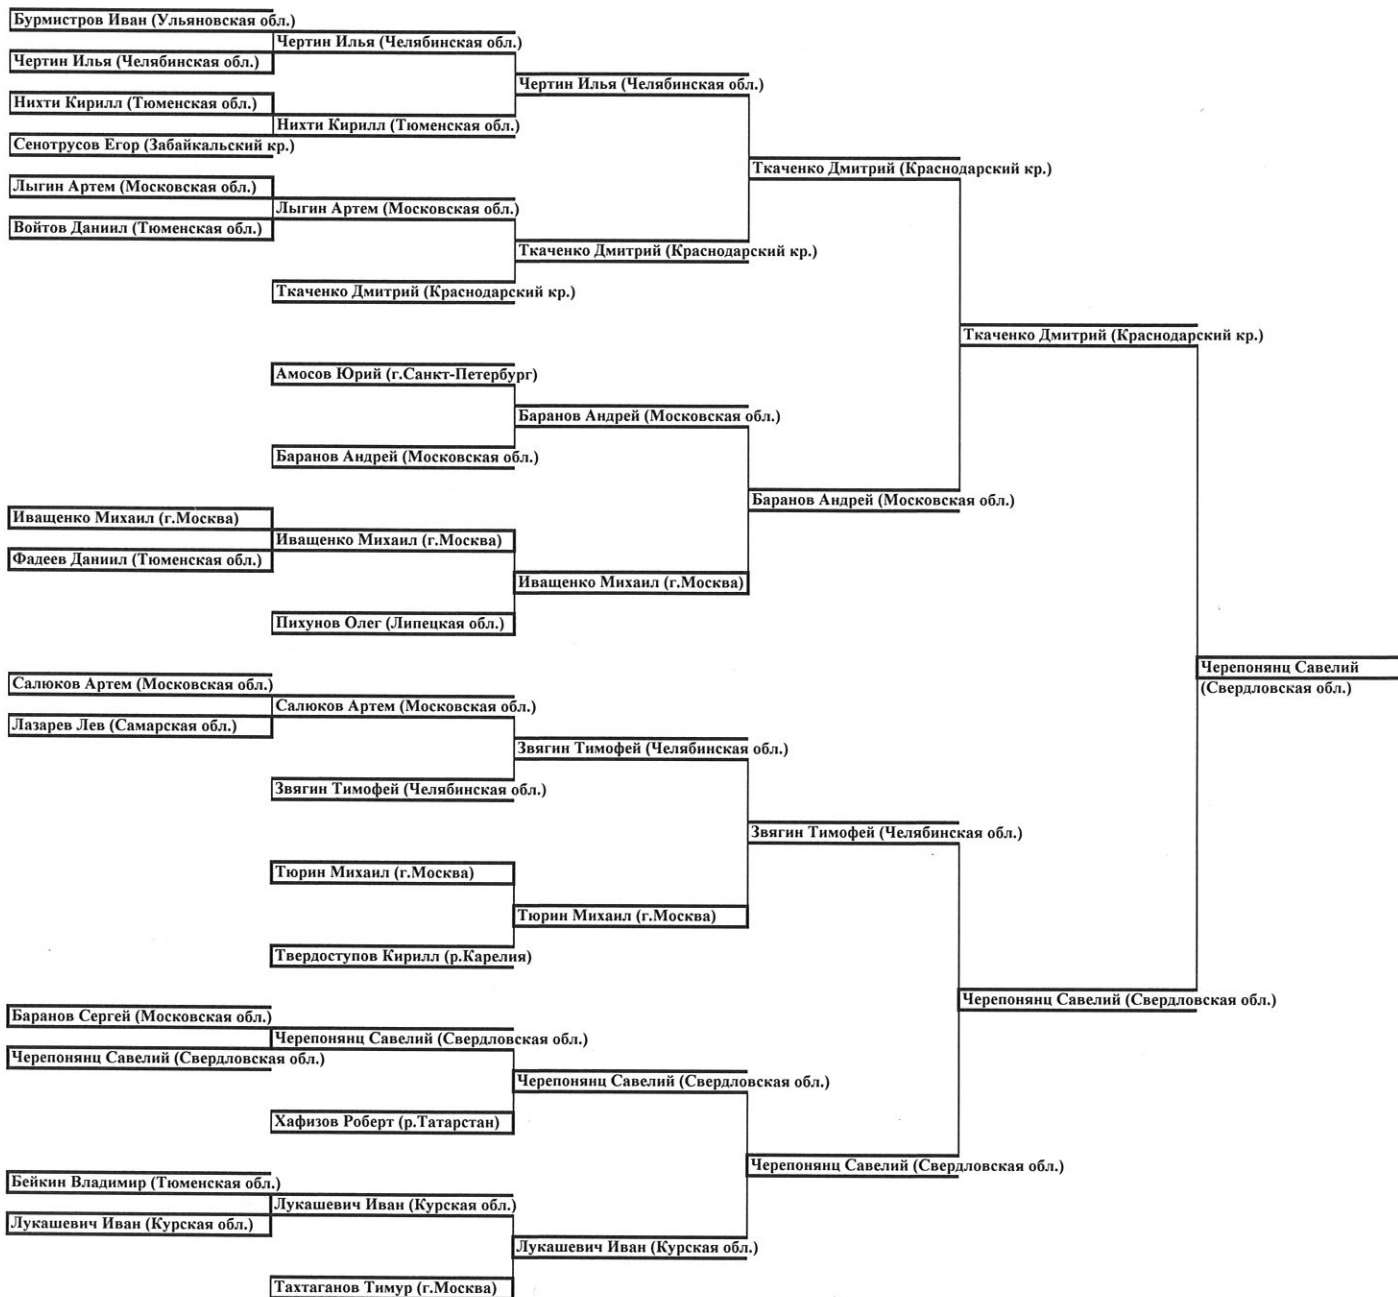 Бурмистров Иван (Ульяновская обл.)
Чертин Илья (Челябинская обл.)
Чертин Илья (Челябинская обл.)
Чертин Илья (Челябинская обл.)
Нихти Кирилл (Тюменская обл.)
Нихти Кирилл (Тюменская обл.)
Сенотрусов Егор (Забайкальский кр.)
Ткаченко Дмитрий (Краснодарский кр.)
Лыгин Артем (Московская обл.)
Лыгин Артем (Московская обл.)
Войтов Даниил (Тюменская обл.)
Ткаченко Дмитрий (Краснодарский кр.)
Ткаченко Дмитрий (Краснодарский кр.)
Ткаченко Дмитрий (Краснодарский кр.)
Амосов Юрий (г.Санкт-Петербург)
Баранов Андрей (Московская обл.)
Баранов Андрей (Московская обл.)
Баранов Андрей (Московская обл.)
Иващенко Михаил (г.Москва)
Иващенко Михаил (г.Москва)
Фадеев Даниил (Тюменская обл.)
Иващенко Михаил (г.Москва)
Пихунов Олег (Липецкая обл.)
Черепонянц Савелий
(Свердловская обл.)
Салюков Артем (Московская обл.)
Салюков Артем (Московская обл.)
Лазарев Лев (Самарская обл.)
Звягин Тимофей (Челябинская обл.)
Звягин Тимофей (Челябинская обл.)
Звягин Тимофей (Челябинская обл.)
Тюрин Михаил (г.Москва)
Тюрин Михаил (г.Москва)
Твердоступов Кирилл (р.Карелия)
Черепонянц Савелий (Свердловская обл.)
Баранов Сергей (Московская обл.)
Черепонянц Савелий (Свердловская обл.)
Черепонянц Савелий (Свердловская обл.)
Черепонянц Савелий (Свердловская обл.)
Хафизов Роберт (р.Татарстан)
Черепонянц Савелий (Свердловская обл.)
Бейкин Владимир (Тюменская обл.)
Лукашевич Иван (Курская обл.)
Лукашевич Иван (Курская обл.)
Лукашевич Иван (Курская обл.)
Тахтаганов Тимур (г.Москва)